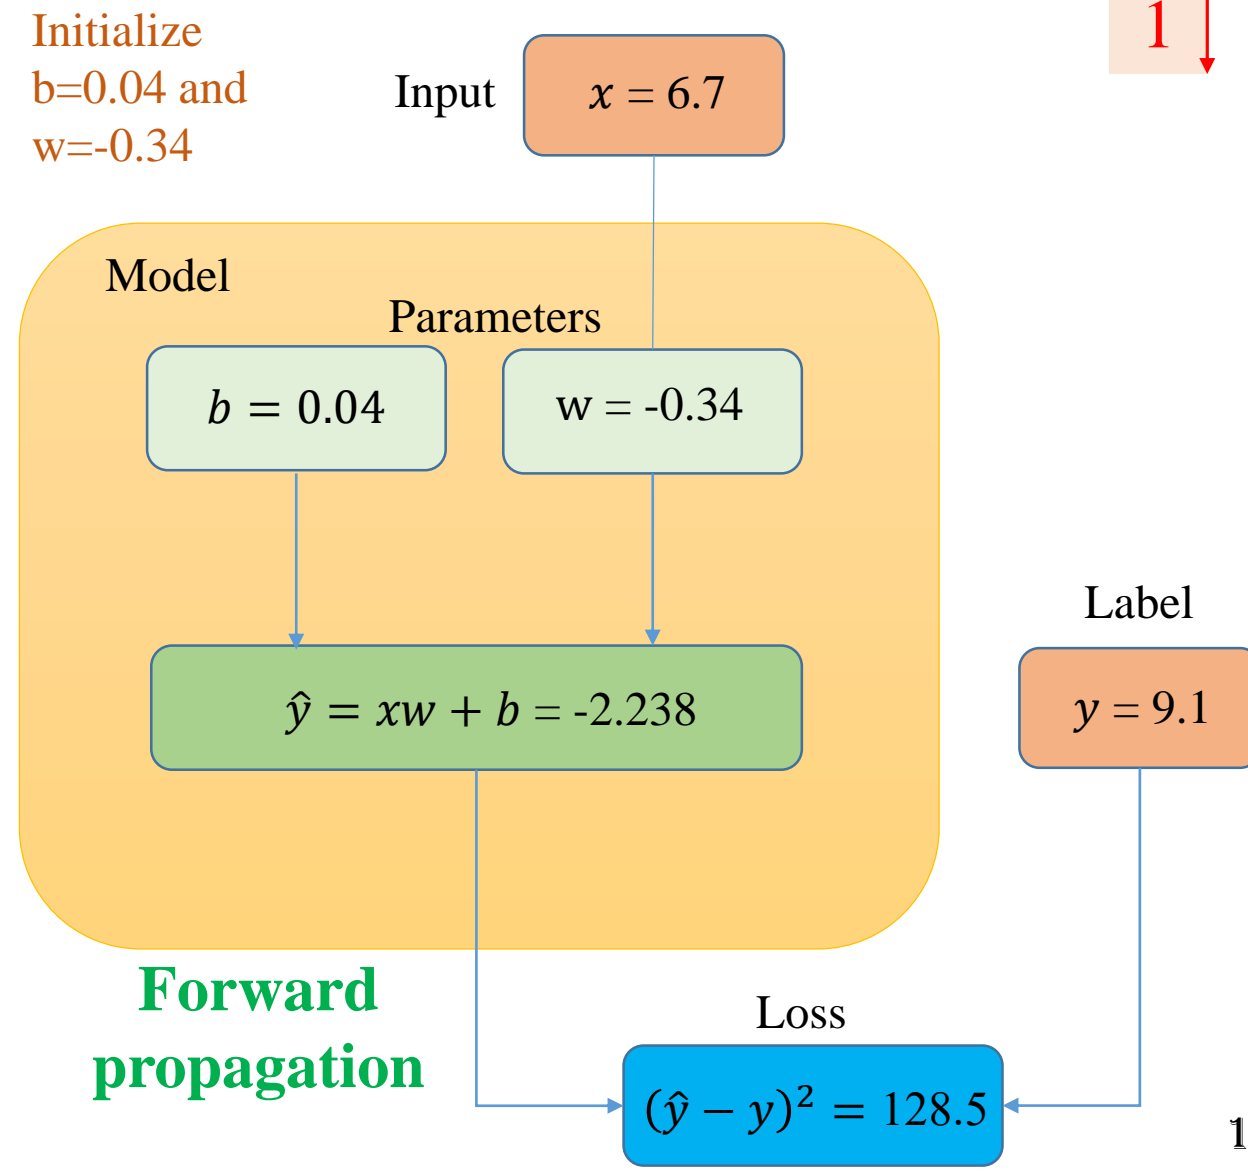 Initialize
b=0.04 and
w=-0.34
1
Input
x = 6.7
Model
Parameters
b = 0.04
w = -0.34
ŷ = xw + b = -2.238
Label
y = 9.1
Forward
propagation
Loss
(ŷ − y)² = 128.5
1